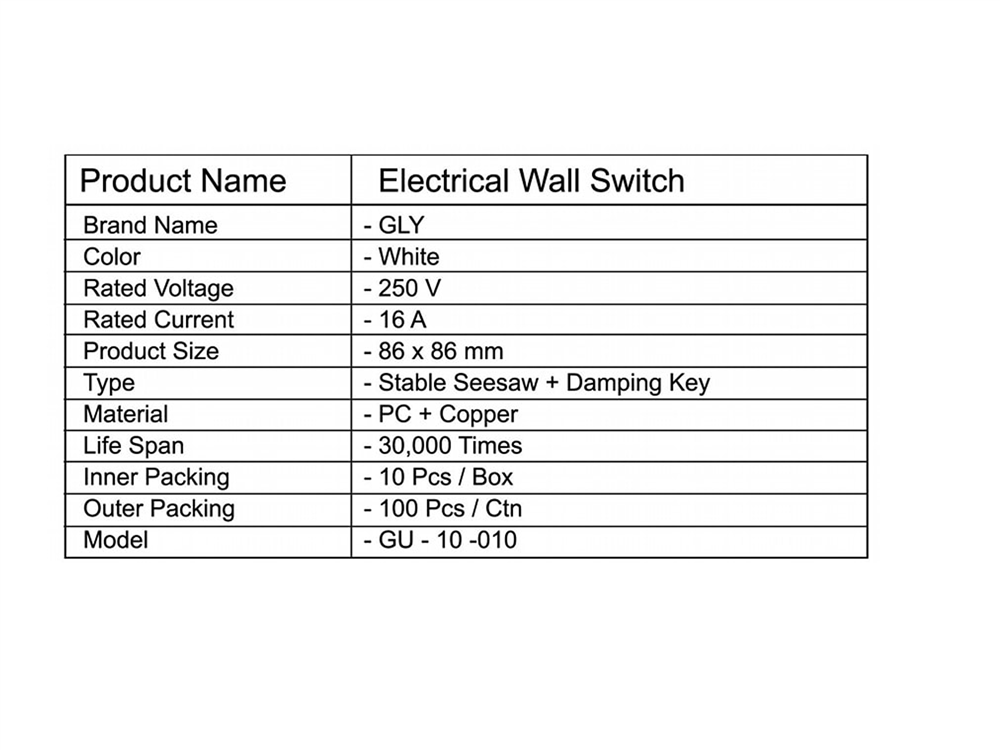 Product Name Electrical Wall Switch
Brand Name - GLY
Color - White
Rated Voltage - 250 V
Rated Current - 16 A
Product Size - 86 x 86 mm
Type - Stable Seesaw + Damping Key
Material - PC + Copper
Life Span - 30,000 Times
Inner Packing - 10 Pcs / Box
Outer Packing - 100 Pcs / Ctn
Model - GU - 10 -010